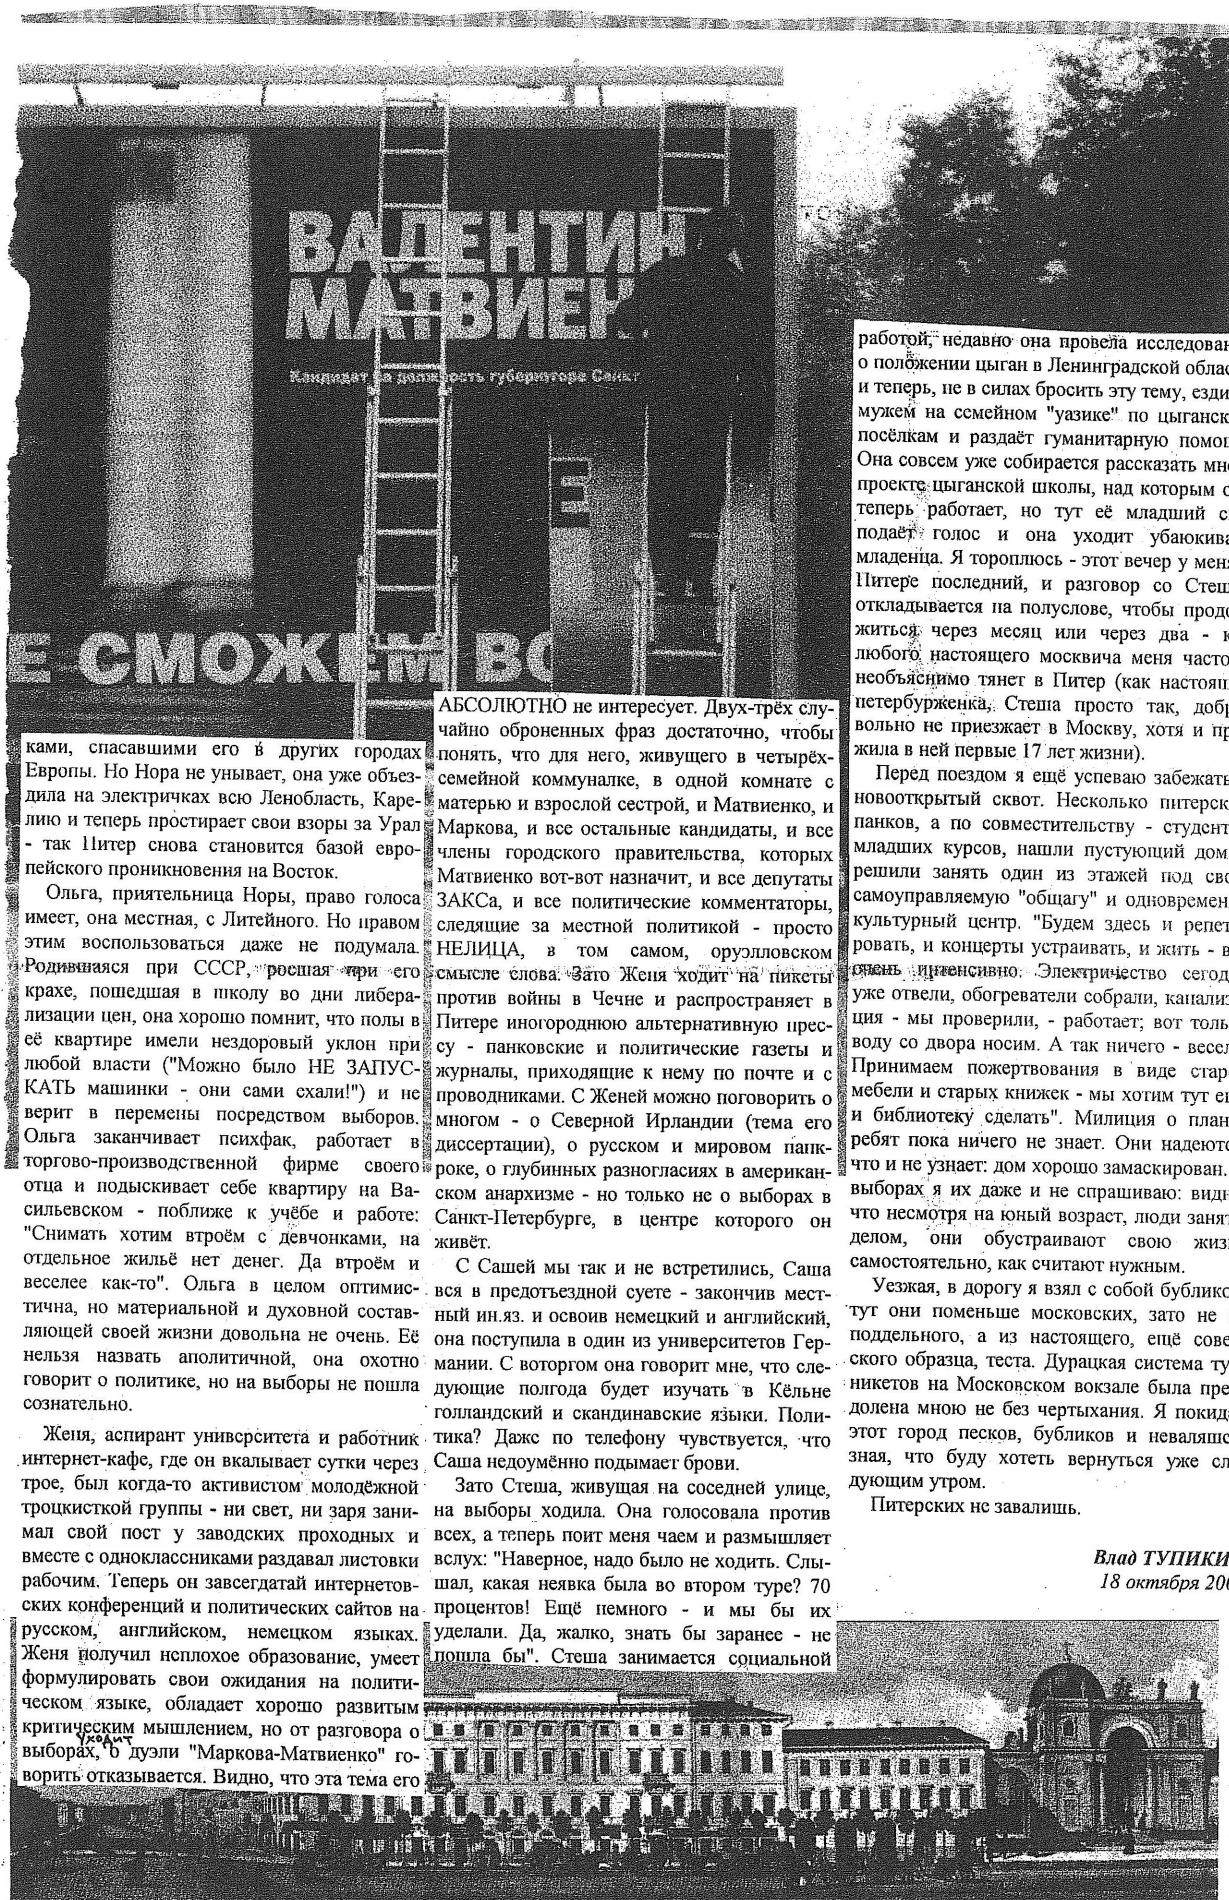 ВАЛЕНТИН
МАТВИЕН
Кандидат на должность губернатора Санкт
Е СМОЖЕМ ВС
ками, спасавшими его в других городах
Европы. Но Нора не унывает, она уже объез-
дила на электричках всю Ленобласть, Каре-
лию и теперь простирает свои взоры за Урал
- так Питер снова становится базой евро-
пейского проникновения на Восток.
Ольга, приятельница Норы, право голоса
имеет, она местная, с Литейного. Но правом
этим воспользоваться даже не подумала.
Родившаяся при СССР, росшая при его
крахе, пошедшая в школу во дни либера-
лизации цен, она хорошо помнит, что полы в
её квартире имели нездоровый уклон при
любой власти ("Можно было НЕ ЗАПУС-
КАТЬ машинки - они сами ехали!") и не
верит в перемены посредством выборов.
Ольга заканчивает психфак, работает в
торгово-производственной фирме своего
отца и подыскивает себе квартиру на Ва-
сильевском - поближе к учёбе и работе:
"Снимать хотим втроём с девчонками, на
отдельное жильё нет денег. Да втроём и
веселее как-то". Ольга в целом оптимис-
тична, но материальной и духовной состав-
ляющей своей жизни довольна не очень. Её
нельзя назвать аполитичной, она охотно
говорит о политике, но на выборы не пошла
сознательно.
Женя, аспирант университета и работник
интернет-кафе, где он вкалывает сутки через
трое, был когда-то активистом молодёжной
троцкисткой группы - ни свет, ни заря зани-
мал свой пост у заводских проходных и
вместе с одноклассниками раздавал листовки
рабочим. Теперь он завсегдатай интернетов-
ских конференций и политических сайтов на
русском, английском, немецком языках.
Женя получил неплохое образование, умеет
формулировать свои ожидания на полити-
ческом языке, обладает хорошо развитым
критическим мышлением, но от разговора о
уходит
выборах, о дуэли "Маркова-Матвиенко" го-
ворить отказывается. Видно, что эта тема его
АБСОЛЮТНО не интересует. Двух-трёх слу-
чайно оброненных фраз достаточно, чтобы
понять, что для него, живущего в четырёх-
семейной коммуналке, в одной комнате с
матерью и взрослой сестрой, и Матвиенко, и
Маркова, и все остальные кандидаты, и все
члены городского правительства, которых
Матвиенко вот-вот назначит, и все депутаты
ЗАКСа, и все политические комментаторы,
следящие за местной политикой - просто
НЕЛИЦА, в том самом, оруэлловском
смысле слова. Зато Женя ходит на пикеты
против войны в Чечне и распространяет в
Питере иногороднюю альтернативную прес-
су - панковские и политические газеты и
журналы, приходящие к нему по почте и с
проводниками. С Женей можно поговорить о
многом - о Северной Ирландии (тема его
диссертации), о русском и мировом панк-
роке, о глубинных разногласиях в американ-
ском анархизме - но только не о выборах в
Санкт-Петербурге, в центре которого он
живёт.
С Сашей мы так и не встретились, Саша
вся в предотъездной суете - закончив мест-
ный ин.яз. и освоив немецкий и английский,
она поступила в один из университетов Гер-
мании. С воторгом она говорит мне, что сле-
дующие полгода будет изучать в Кёльне
голландский и скандинавские языки. Поли-
тика? Даже по телефону чувствуется, что
Саша недоумённо подымает брови.
Зато Стеша, живущая на соседней улице,
на выборы ходила. Она голосовала против
всех, а теперь поит меня чаем и размышляет
вслух: "Наверное, надо было не ходить. Слы-
шал, какая неявка была во втором туре? 70
процентов! Ещё немного - и мы бы их
уделали. Да, жалко, знать бы заранее - не
пошла бы". Стеша занимается социальной
работой, недавно она провела исследован
о положении цыган в Ленинградской облас
и теперь, не в силах бросить эту тему, езди
мужем на семейном "уазике" по цыганск
посёлкам и раздаёт гуманитарную помощ
Она совсем уже собирается рассказать мне
проекте цыганской школы, над которым с
теперь работает, но тут её младший с
подаёт голос и она уходит убаюкива
младенца. Я тороплюсь - этот вечер у меня
Питере последний, и разговор со Стеш
откладывается на полуслове, чтобы продо
житься через месяц или через два - к
любого настоящего москвича меня часто
необъяснимо тянет в Питер (как настоящ
петербурженка, Стеша просто так, добр
вольно не приезжает в Москву, хотя и пр
жила в ней первые 17 лет жизни).
Перед поездом я ещё успеваю забежать
новооткрытый сквот. Несколько питерск
панков, а по совместительству - студент
младших курсов, нашли пустующий дом
решили занять один из этажей под сво
самоуправляемую "общагу" и одновремен
культурный центр. "Будем здесь и репет
ровать, и концерты устраивать, и жить - в
очень интенсивно. Электричество сегод
уже отвели, обогреватели собрали, канализ
ция - мы проверили, - работает; вот толь
воду со двора носим. А так ничего - весел
Принимаем пожертвования в виде стар
мебели и старых книжек - мы хотим тут ещ
и библиотеку сделать". Милиция о план
ребят пока ничего не знает. Они надеютс
что и не узнает: дом хорошо замаскирован.
выборах я их даже и не спрашиваю: видн
что несмотря на юный возраст, люди занят
делом, они обустраивают свою жиз
самостоятельно, как считают нужным.
Уезжая, в дорогу я взял с собой бублико
тут они поменьше московских, зато не
поддельного, а из настоящего, ещё сове
ского образца, теста. Дурацкая система ту
никетов на Московском вокзале была пре
долена мною не без чертыхания. Я покида
этот город песков, бубликов и неваляшо
зная, что буду хотеть вернуться уже сл
дующим утром.
Питерских не завалишь.
Влад ТУПИКИ
18 октября 200